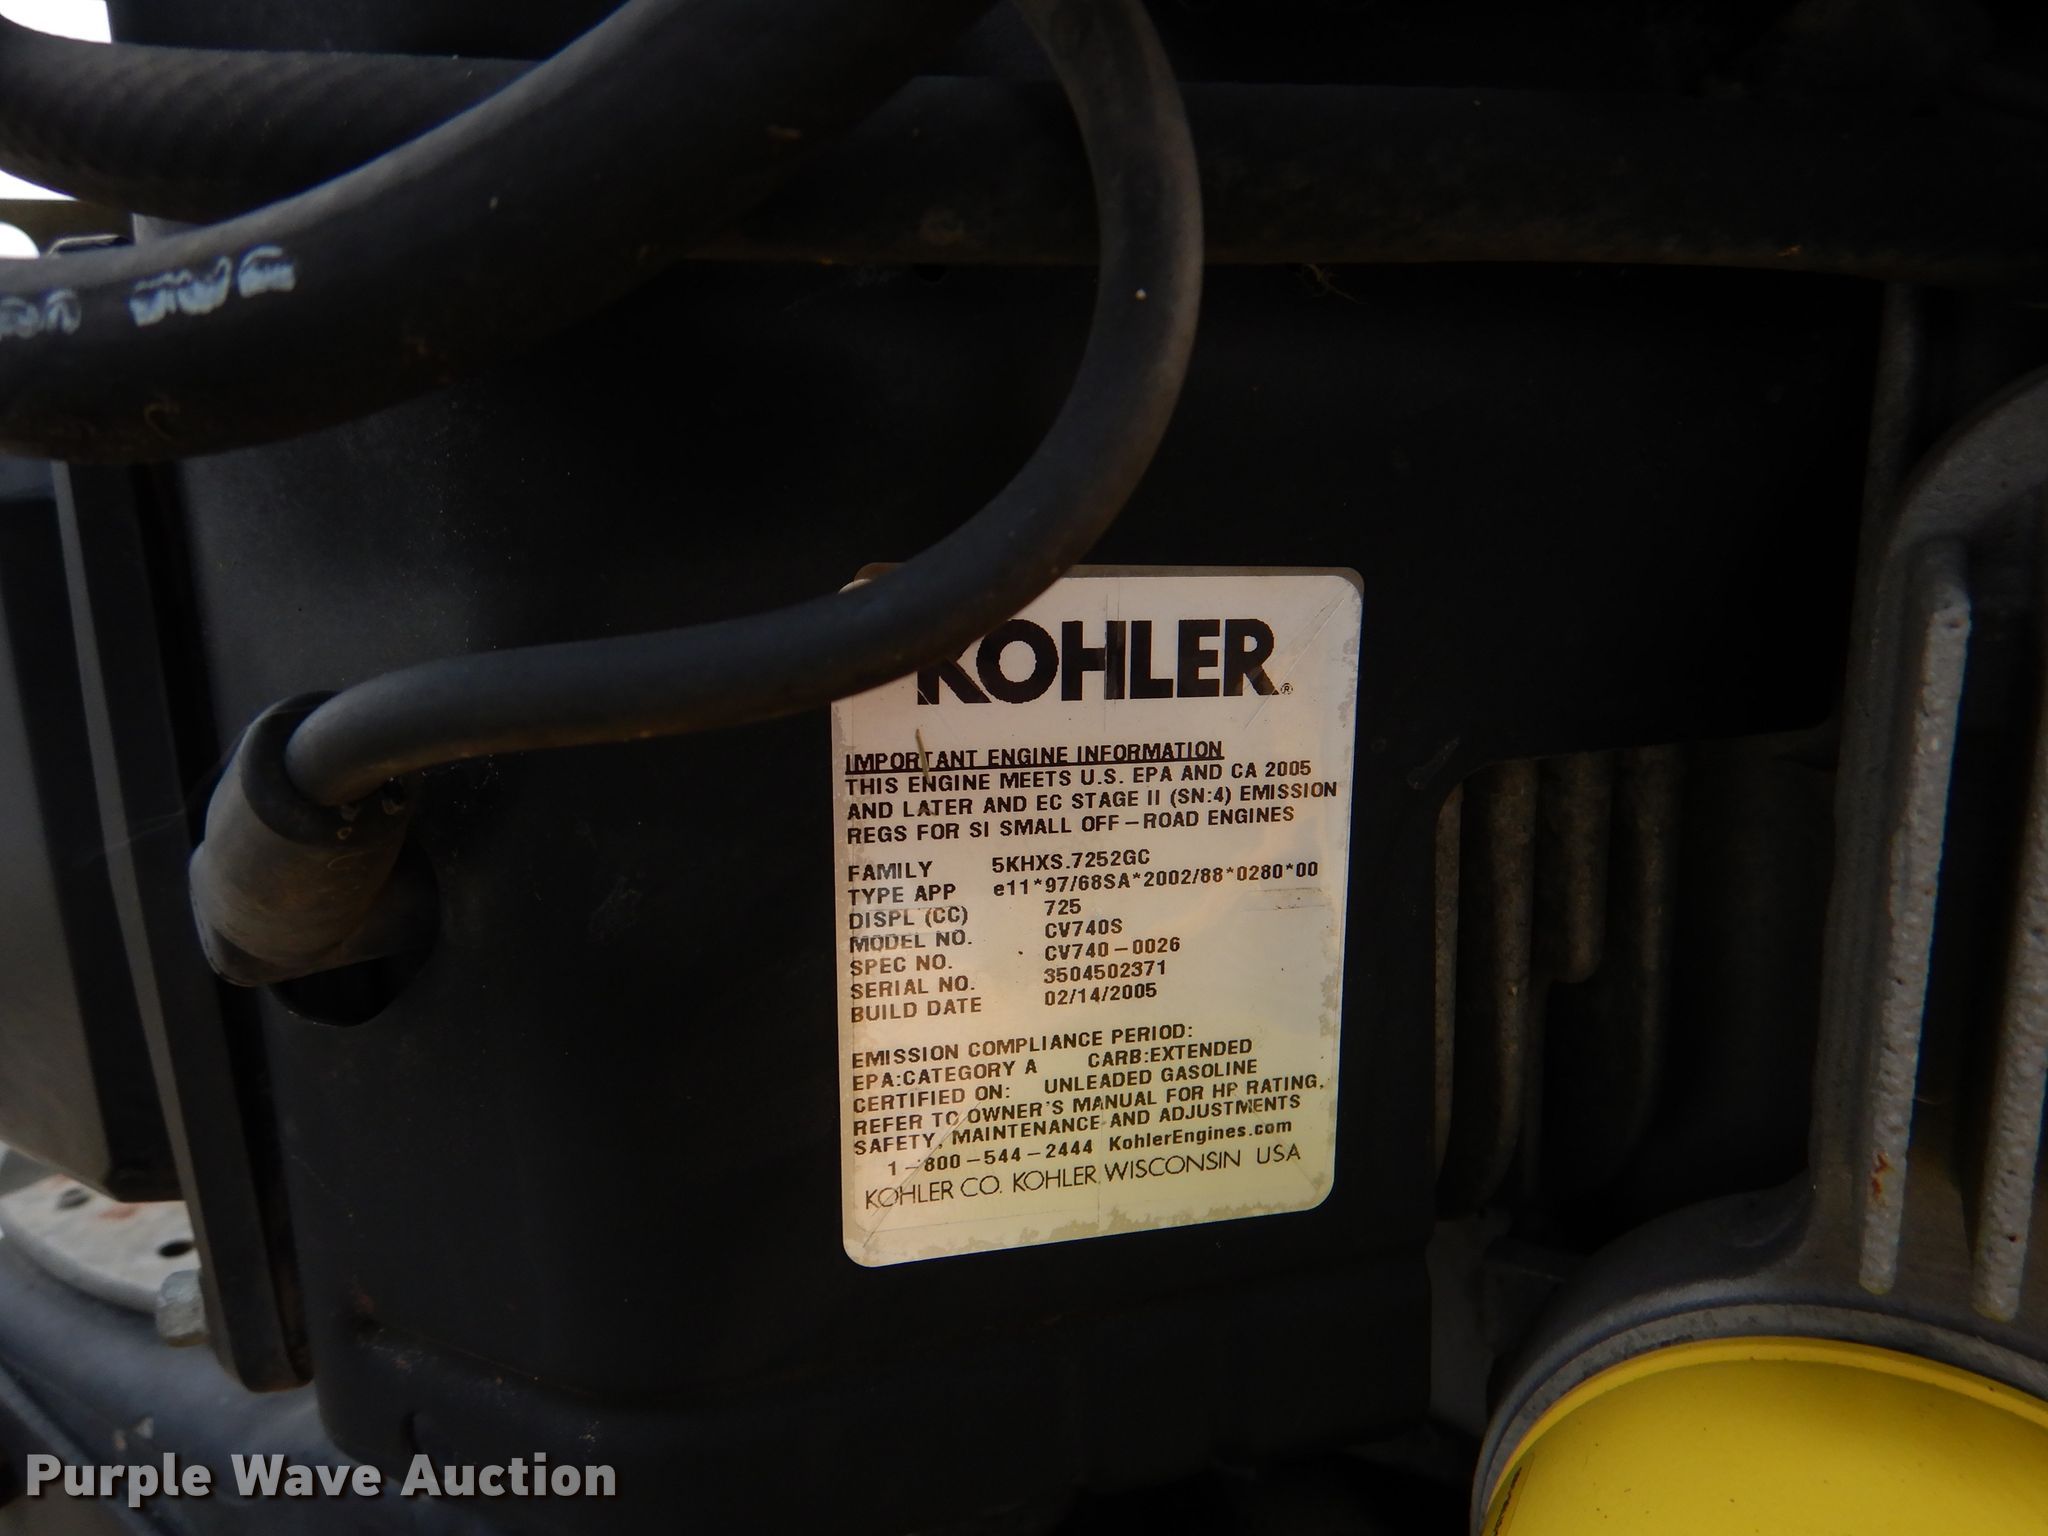 KOHLER®
IMPORTANT ENGINE INFORMATION
THIS ENGINE MEETS U.S. EPA AND CA 2005
AND LATER AND EC STAGE II (SN:4) EMISSION
REGS FOR SI SMALL OFF-ROAD ENGINES
FAMILY 5KHXS.7252GC
TYPE APP e11*97/68SA*2002/88*0280*00
DISPL (CC) 725
MODEL NO. CV740S
SPEC NO. CV740-0026
SERIAL NO. 3504502371
BUILD DATE 02/14/2005
EMISSION COMPLIANCE PERIOD:
EPA:CATEGORY A CARB:EXTENDED
CERTIFIED ON: UNLEADED GASOLINE
REFER TO OWNER'S MANUAL FOR HP RATING,
SAFETY, MAINTENANCE AND ADJUSTMENTS
1-800-544-2444 KohlerEngines.com
KOHLER CO. KOHLER, WISCONSIN USA
Purple Wave Auction